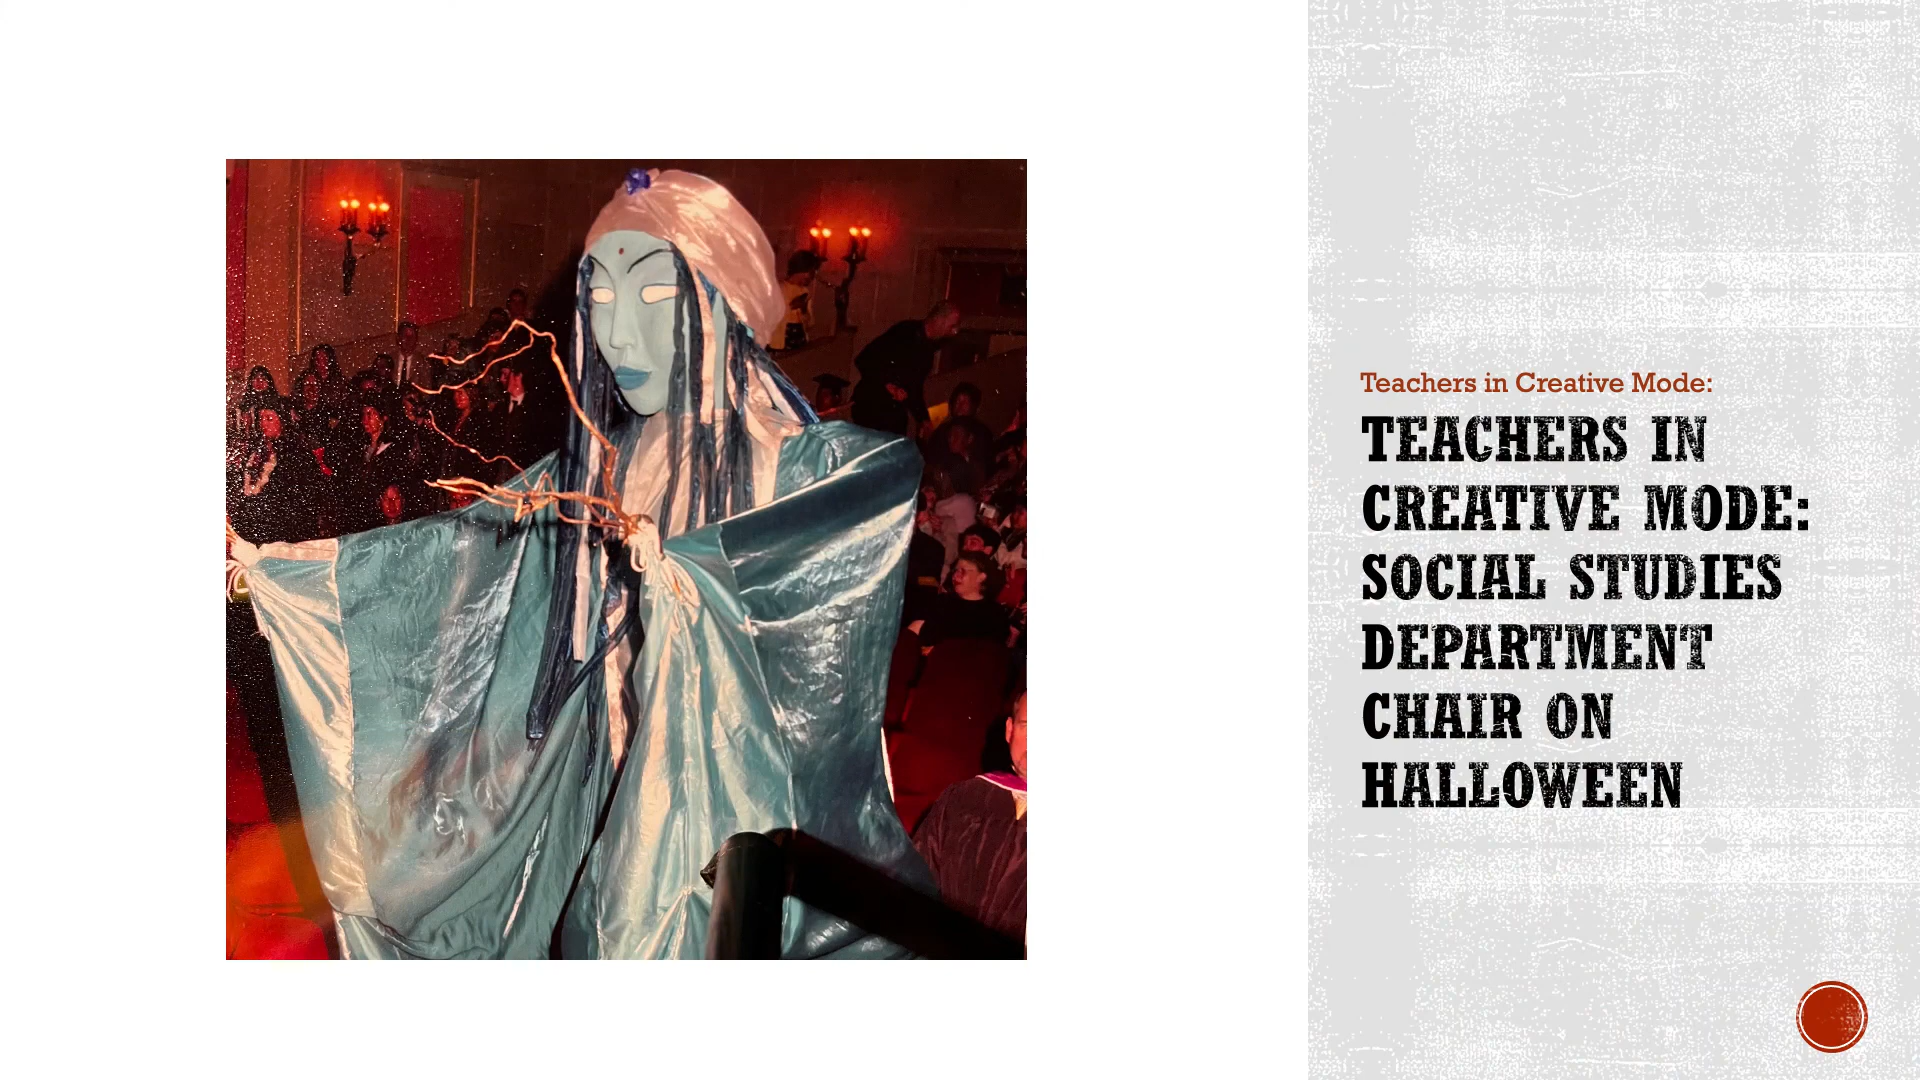 Teachers in Creative Mode:
TEACHERS IN
CREATIVE MODE:
SOCIAL STUDIES
DEPARTMENT
CHAIR ON
HALLOWEEN